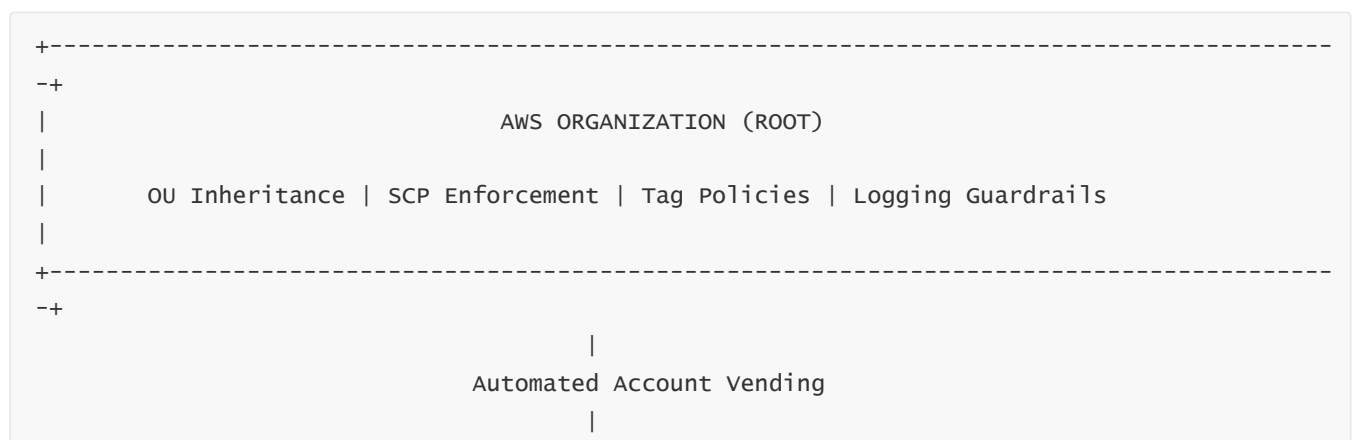 +------------------------------------------------------------------------------------------
-+
|                                AWS ORGANIZATION (ROOT)
|
|       OU Inheritance | SCP Enforcement | Tag Policies | Logging Guardrails
|
+------------------------------------------------------------------------------------------
-+
                                       |
                               Automated Account Vending
                                       |